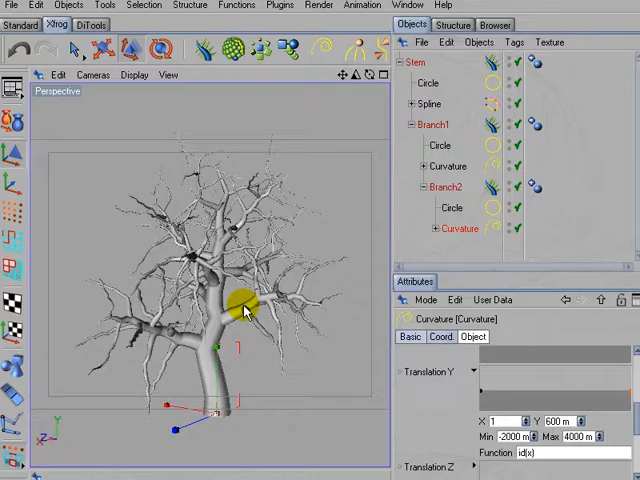 File Edit Objects Tools Selection Structure Functions Plugins Render Animation Window
Standard Xfrog DiTools
Objects Structure Browser
File Edit Objects Tags Texture
Edit Cameras Display View
Perspective
Stem
Circle
Spline
Branch1
Circle
Curvature
Branch2
Circle
Curvature
Attributes
Mode Edit User Data
Curvature [Curvature]
Basic Coord. Object
Translation Y
X 1 Y 600 m
Min -2000 m Max 4000 m
Function id(x)
Translation Z
Y
Z X